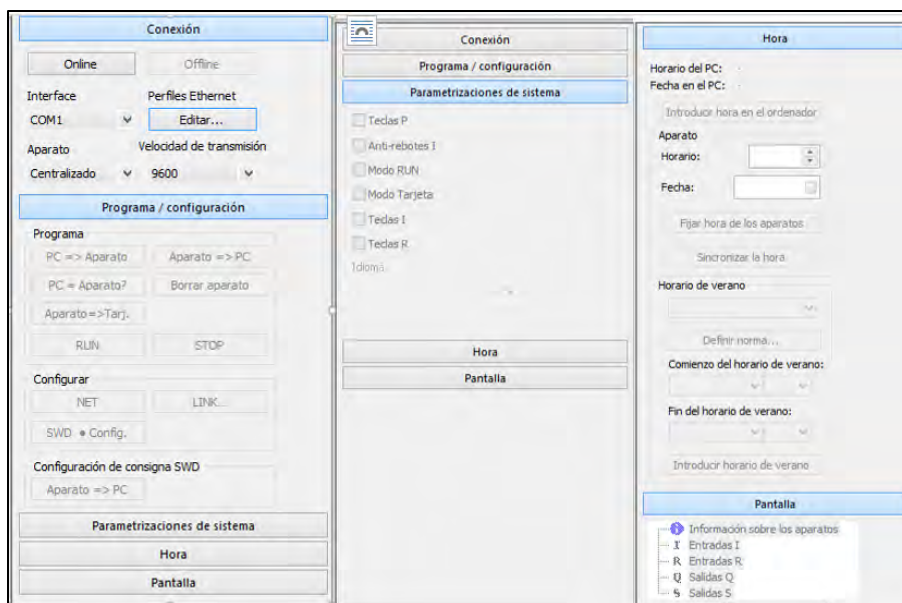 Conexión
Online
Offline
Interface
Perfiles Ethernet
COM1
Editar...
Aparato
Velocidad de transmisión
Centralizado
9600
Programa / configuración
Programa
PC => Aparato
Aparato => PC
PC = Aparato?
Borrar aparato
Aparato=>Tarj.
RUN
STOP
Configurar
NET
LINK...
SWD • Config.
Configuración de consigna SWD
Aparato => PC
Parametrizaciones de sistema
Hora
Pantalla
Conexión
Programa / configuración
Parametrizaciones de sistema
Teclas P
Anti-rebotes I
Modo RUN
Modo Tarjeta
Teclas I
Teclas R
Idioma
Hora
Pantalla
Hora
Horario del PC:
Fecha en el PC:
Introducir hora en el ordenador
Aparato
Horario:
Fecha:
Fijar hora de los aparatos
Sincronizar la hora
Horario de verano
Definir norma...
Comienzo del horario de verano:
Fin del horario de verano:
Introducir horario de verano
Pantalla
Información sobre los aparatos
I Entradas I
R Entradas R
Q Salidas Q
S Salidas S